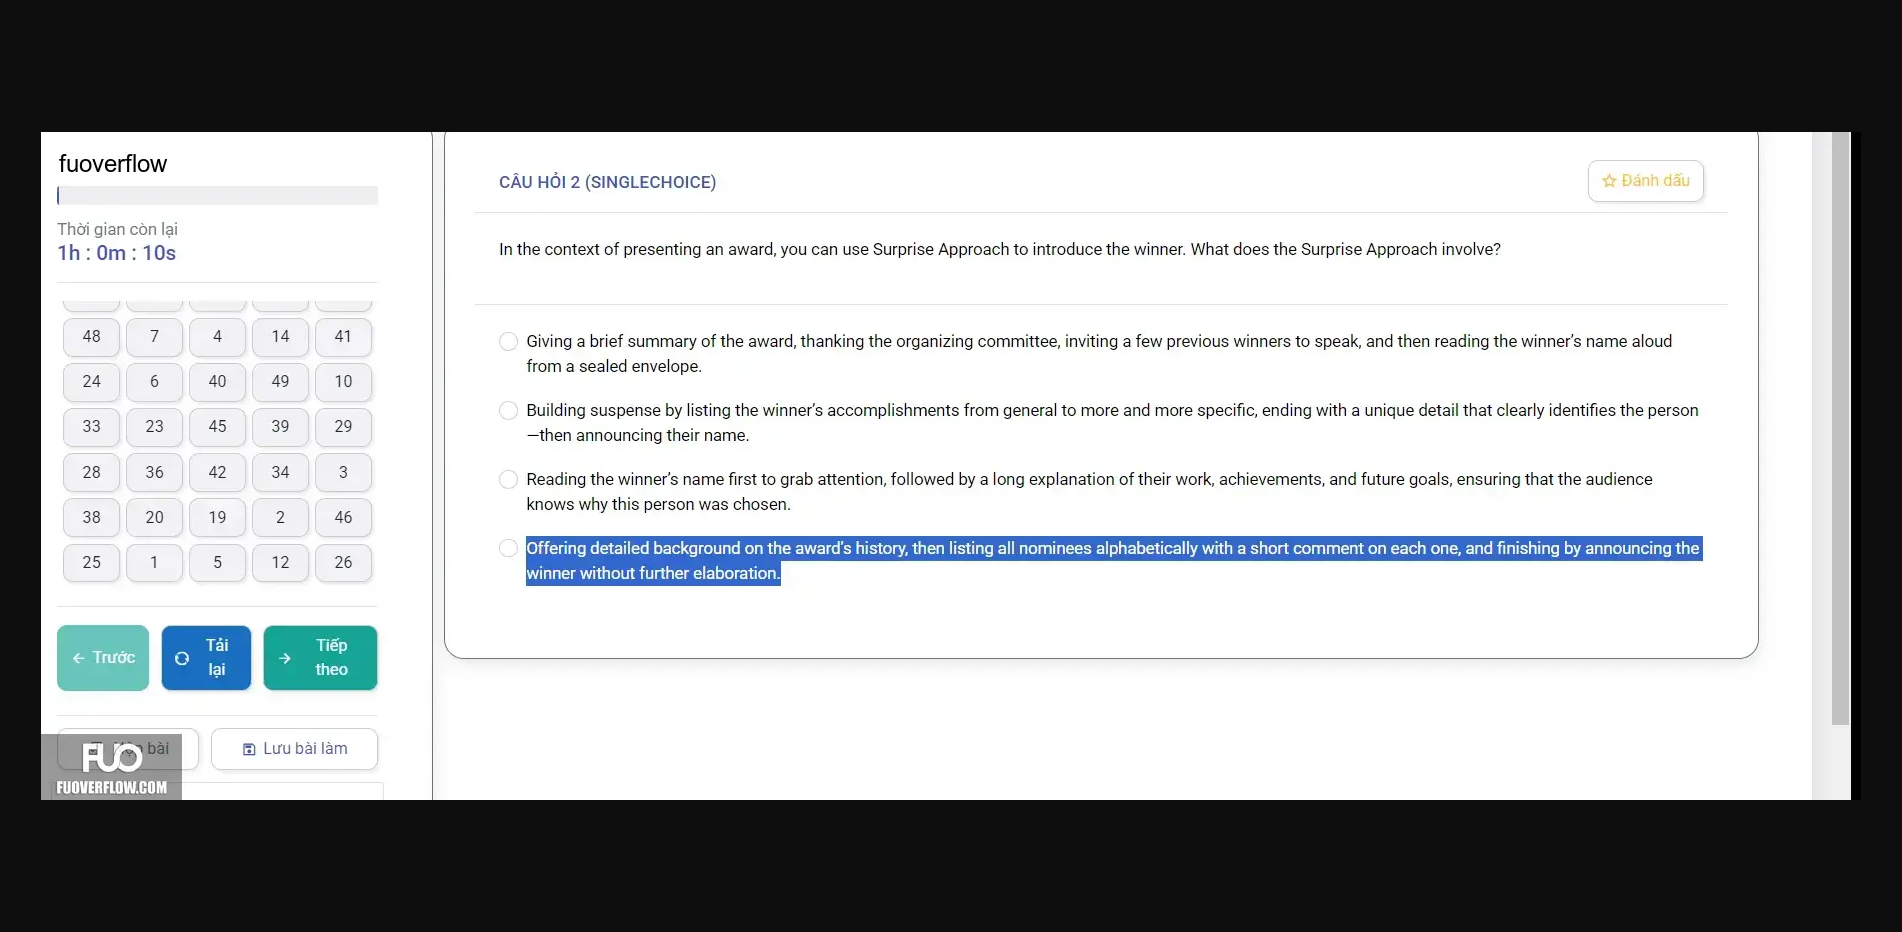 fuoverflow
Thời gian còn lại
1h : 0m : 10s
48 7 4 14 41
24 6 40 49 10
33 23 45 39 29
28 36 42 34 3
38 20 19 2 46
25 1 5 12 26
← Trước
Tải
lại
→ Tiếp
theo
bài
Lưu bài làm
FUO
FUOVERFLOW.COM
CÂU HỎI 2 (SINGLECHOICE)
Đánh dấu
In the context of presenting an award, you can use Surprise Approach to introduce the winner. What does the Surprise Approach involve?
Giving a brief summary of the award, thanking the organizing committee, inviting a few previous winners to speak, and then reading the winner’s name aloud
from a sealed envelope.
Building suspense by listing the winner’s accomplishments from general to more and more specific, ending with a unique detail that clearly identifies the person
—then announcing their name.
Reading the winner’s name first to grab attention, followed by a long explanation of their work, achievements, and future goals, ensuring that the audience
knows why this person was chosen.
Offering detailed background on the award’s history, then listing all nominees alphabetically with a short comment on each one, and finishing by announcing the
winner without further elaboration.